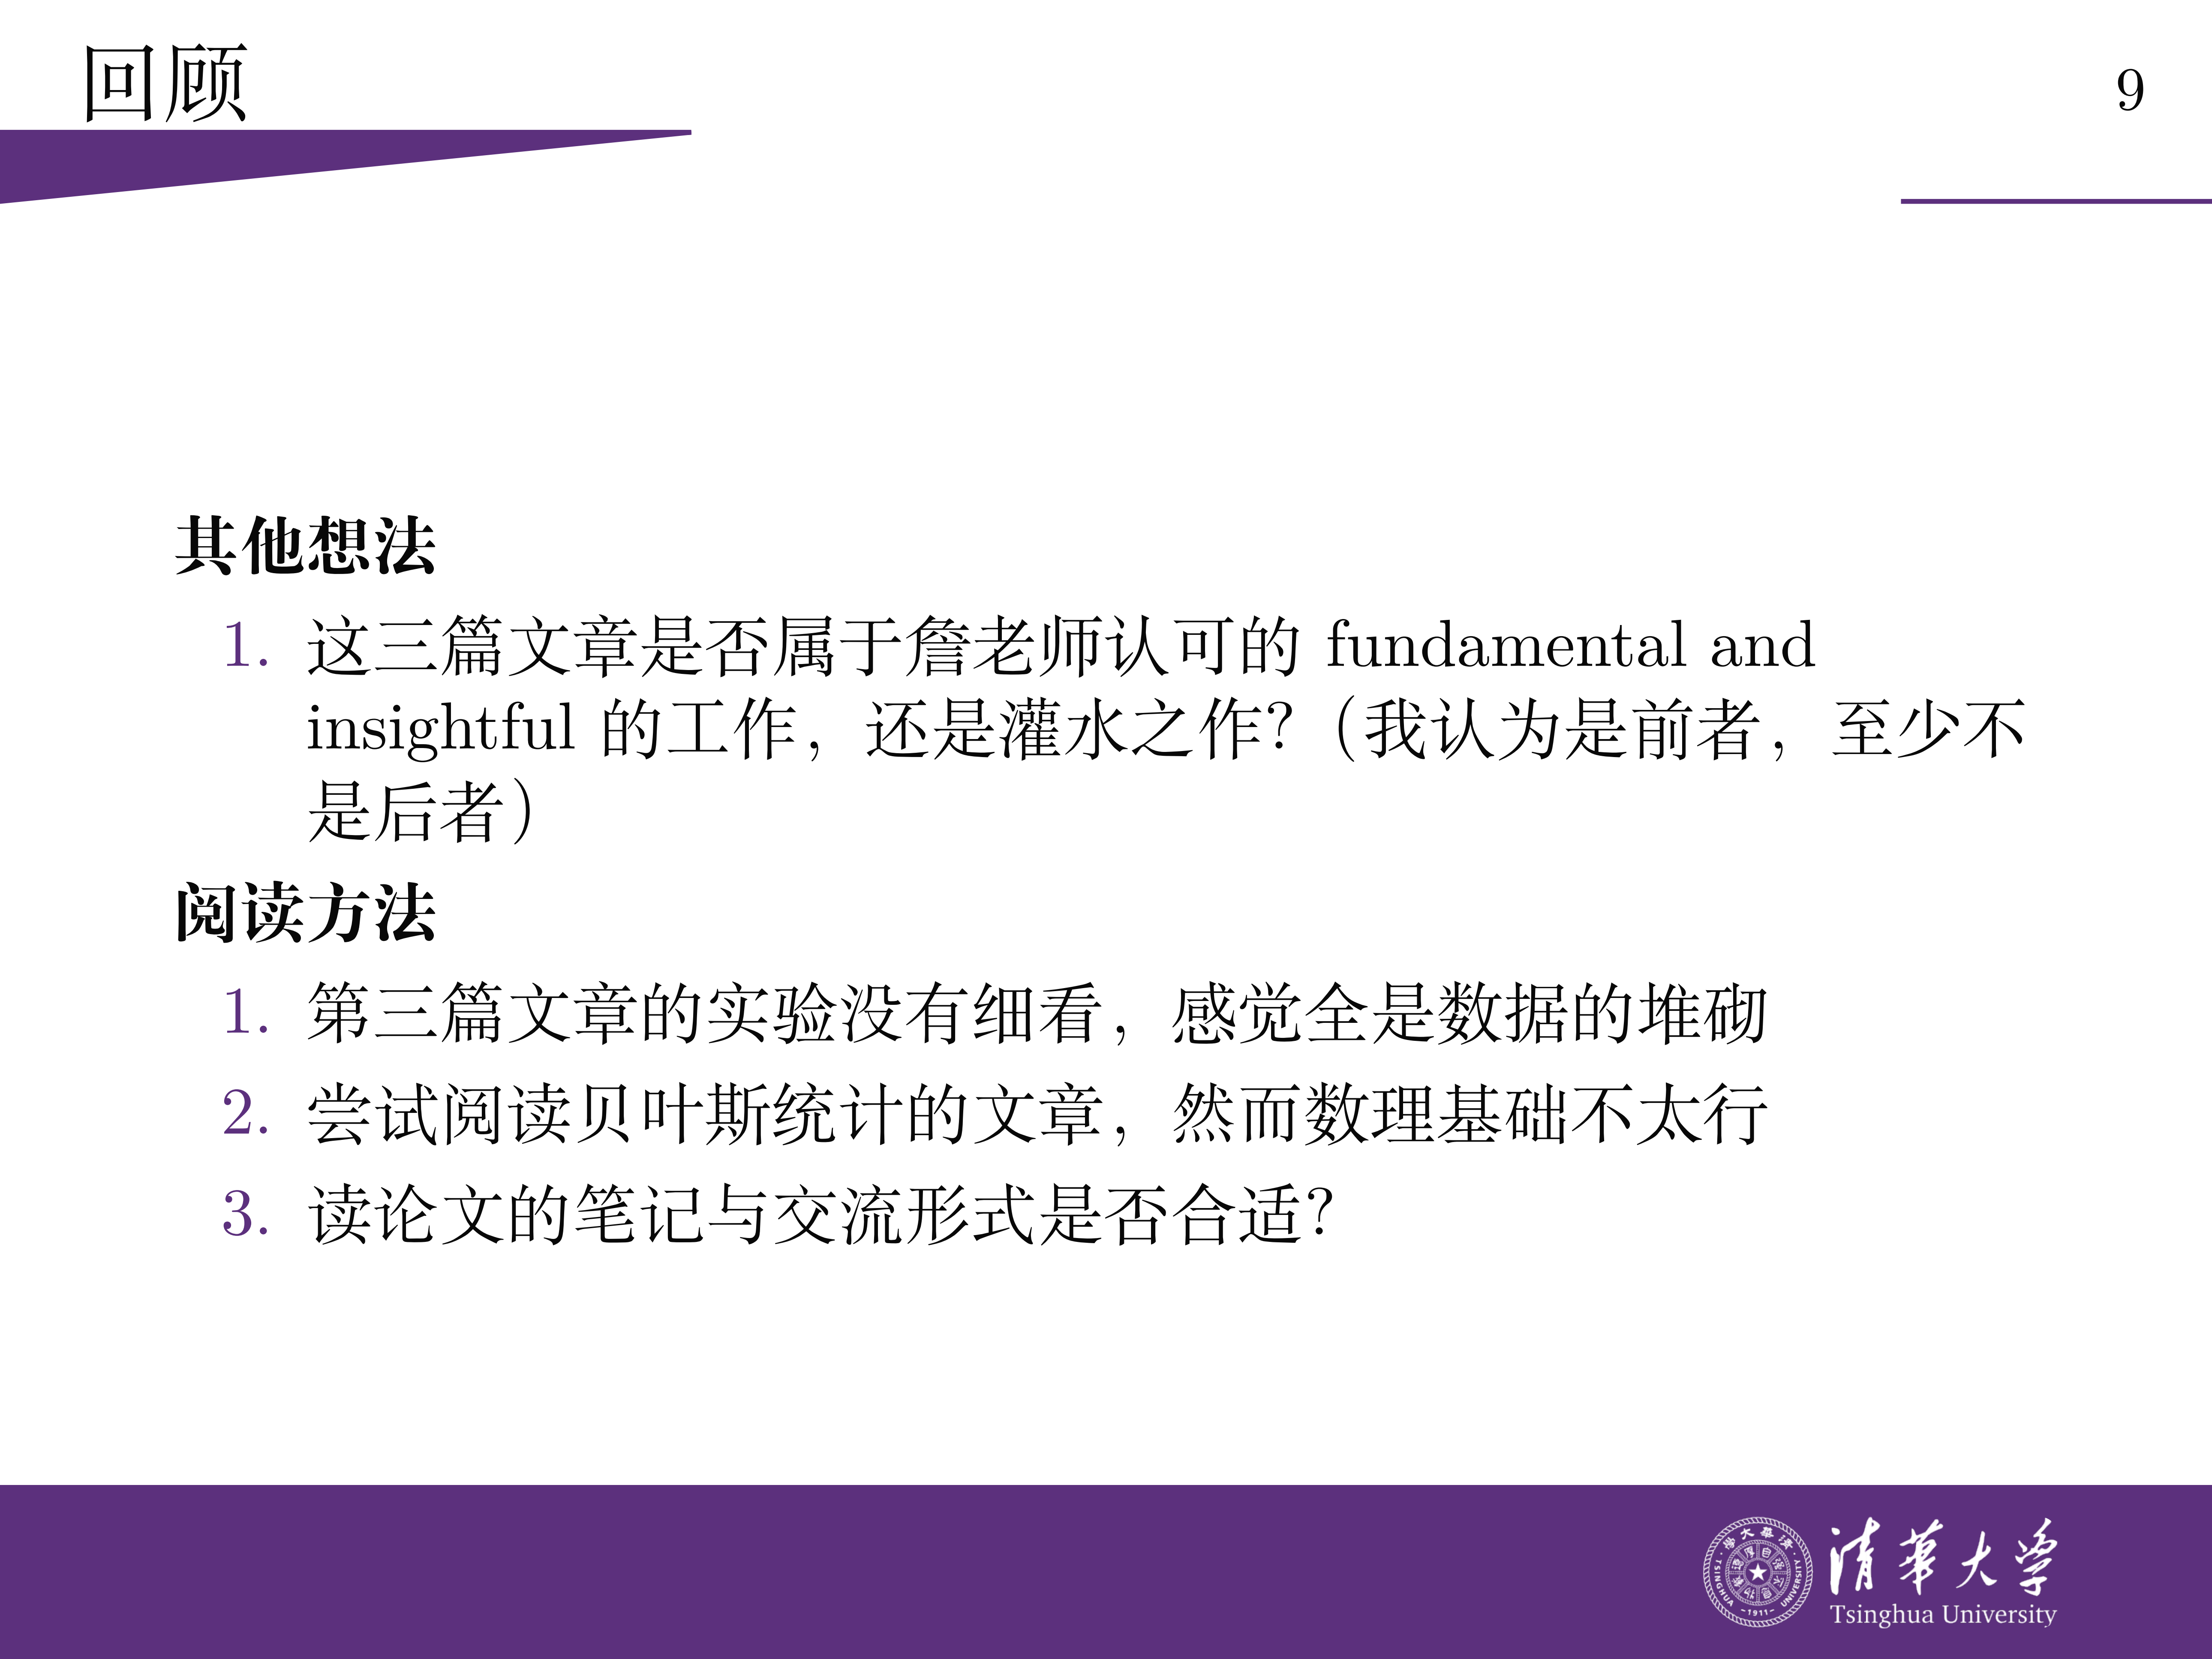 回顾
9
其他想法
1. 这三篇文章是否属于詹老师认可的 fundamental and
insightful 的工作，还是灌水之作？（我认为是前者，至少不
是后者）
阅读方法
1. 第三篇文章的实验没有细看，感觉全是数据的堆砌
2. 尝试阅读贝叶斯统计的文章，然而数理基础不太行
3. 读论文的笔记与交流形式是否合适？
清華大学
Tsinghua University
TSINGHUA UNIVERSITY
-1911-